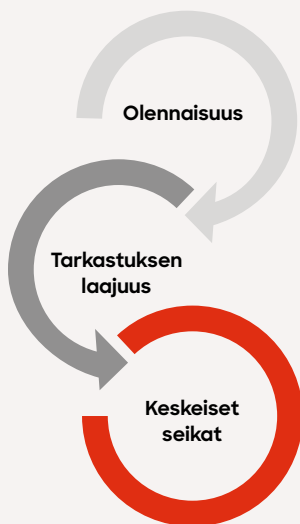 Olennaisuus
Tarkastuksen
laajuus
Keskeiset
seikat